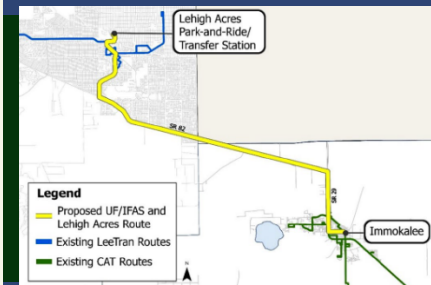 Lehigh Acres
Park-and-Ride/
Transfer Station
SR 82
SR 29
Immokalee
Legend
Proposed UF/IFAS and
Lehigh Acres Route
Existing LeeTran Routes
Existing CAT Routes
N